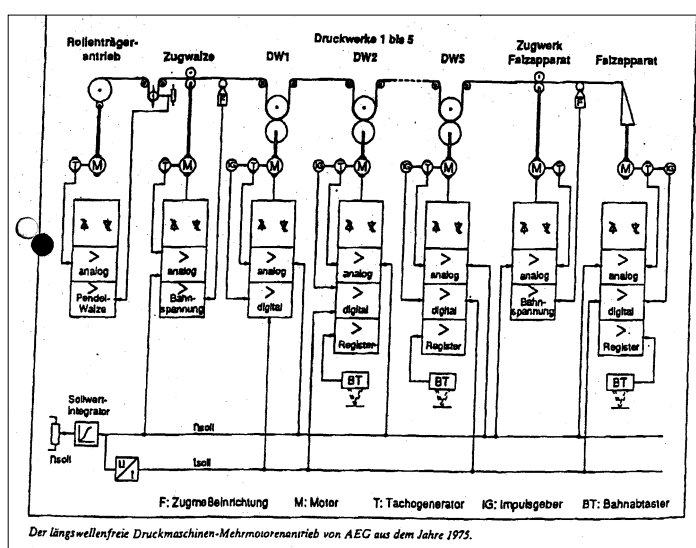 Druckwerke 1 bis 5
Rollenträger-
antrieb
Zugwalze
DW1
DW2
DW5
Zugwerk
Falzapparat
Falzapparat
F
F
T
M
T
M
IG
T
M
IG
T
M
IG
T
M
M
T
M
T
IG
analog
Pendel-
Walze
analog
Bahn-
spannung
analog
digital
analog
digital
Register
analog
digital
Register
analog
Bahn-
spannung
analog
digital
Register
BT
BT
BT
Sollwert-
integrator
nsoll
nsoll
U
f
fsoll
F: Zugmeßeinrichtung M: Motor T: Tachogenerator IG: Impulsgeber BT: Bahnabtaster
Der längswellenfreie Druckmaschinen-Mehrmotorenantrieb von AEG aus dem Jahre 1975.